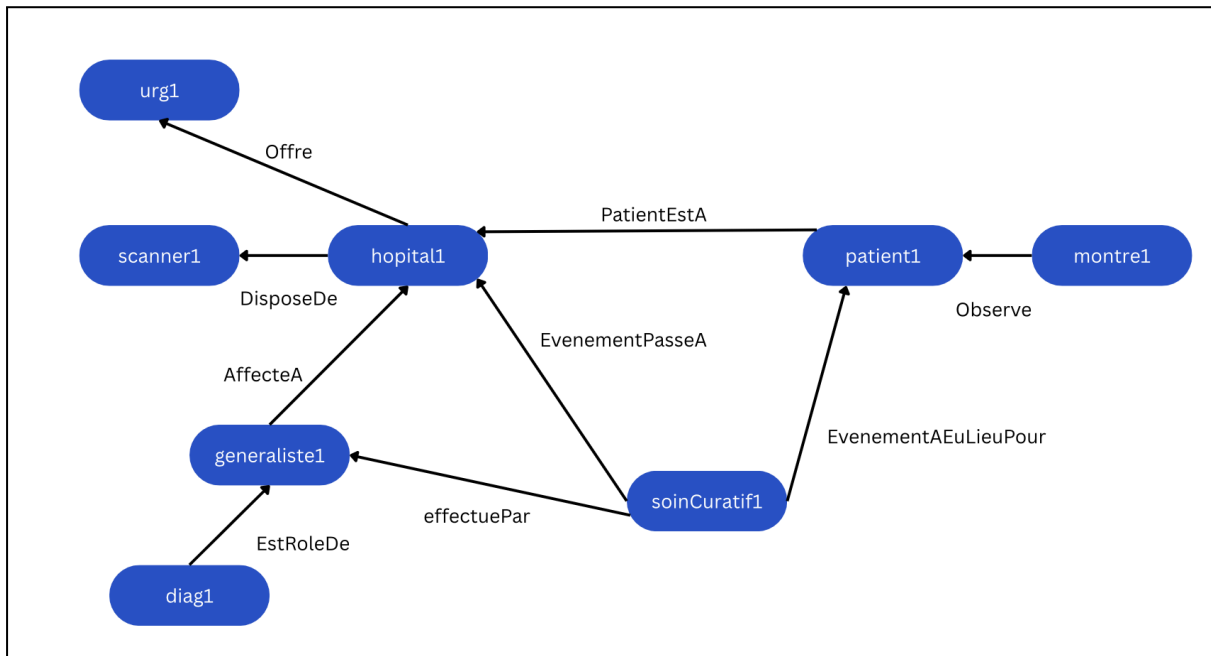 urg1
Offre
PatientEstA
scanner1
hopital1
patient1
montre1
DisposeDe
Observe
EvenementPasseA
AffecteA
EvenementAEuLieuPour
generaliste1
soinCuratif1
effectuePar
EstRoleDe
diag1